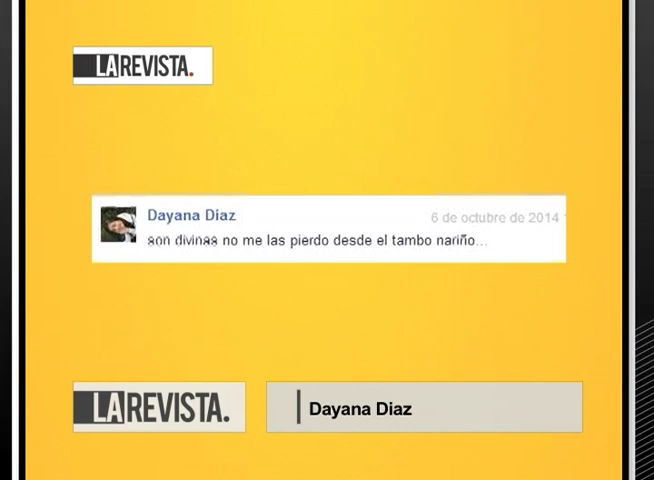 LAREVISTA.
Dayana Díaz
6 de octubre de 2014
son divinas no me las pierdo desde el tambo nariño...
LAREVISTA.
Dayana Diaz